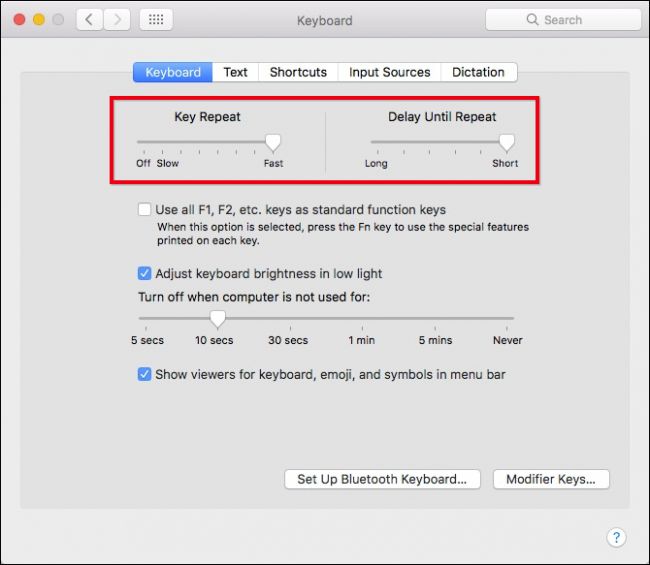 Keyboard
Search
Keyboard Text Shortcuts Input Sources Dictation
Key Repeat Delay Until Repeat
Off Slow Fast Long Short
Use all F1, F2, etc. keys as standard function keys
When this option is selected, press the Fn key to use the special features
printed on each key.
Adjust keyboard brightness in low light
Turn off when computer is not used for:
5 secs 10 secs 30 secs 1 min 5 mins Never
Show viewers for keyboard, emoji, and symbols in menu bar
Set Up Bluetooth Keyboard... Modifier Keys...
?